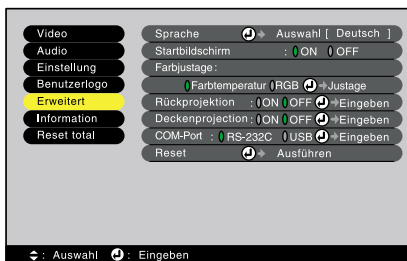 Video
Audio
Einstellung
Benutzerlogo
Erweitert
Information
Reset total
Sprache Auswahl [ Deutsch ]
Startbildschirm : ON OFF
Farbjustage :
Farbtemperatur RGB Justage
Rückprojektion : ON OFF Eingeben
Deckenprojection : ON OFF Eingeben
COM-Port : RS-232C USB Eingeben
Reset Ausführen
: Auswahl : Eingeben